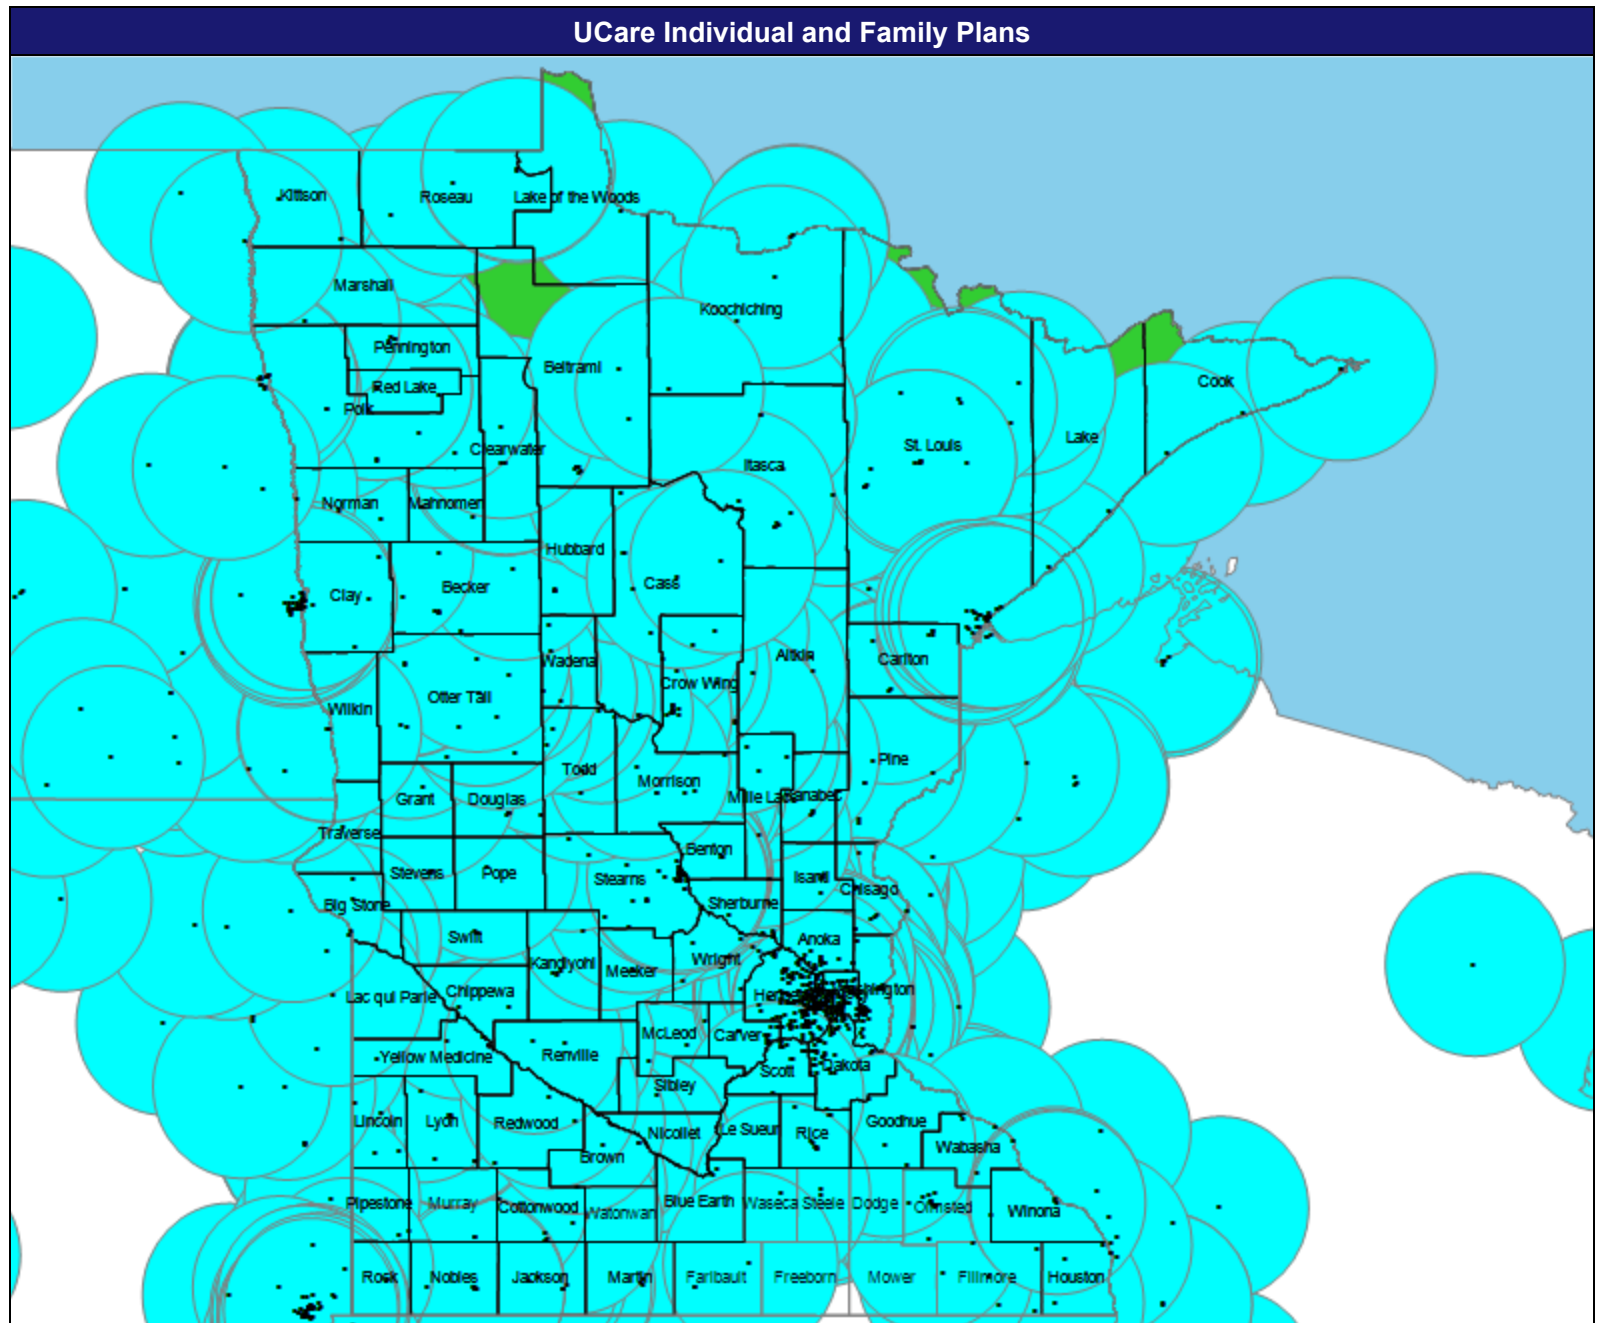 UCare Individual and Family Plans
Kittson
Roseau
Lake of the Woods
Marshall
Koochiching
Pennington
Beltrami
Red Lake
Cook
Polk
Lake
St. Louis
Clearwater
Itasca
Norman
Mahnomen
Hubbard
Cass
Becker
Clay
Aitkin
Carlton
Wadena
Crow Wing
Otter Tail
Wilkin
Pine
Todd
Morrison
Mille Lacs
Kanabec
Grant
Douglas
Traverse
Benton
Stevens
Pope
Stearns
Isanti
Chisago
Big Stone
Sherburne
Swift
Anoka
Kandiyohi
Meeker
Wright
Lac qui Parle
Chippewa
Washington
McLeod
Carver
Yellow Medicine
Renville
Scott
Dakota
Sibley
Lincoln
Lyon
Redwood
Nicollet
Le Sueur
Rice
Goodhue
Wabasha
Brown
Pipestone
Murray
Cottonwood
Watonwan
Blue Earth
Waseca
Steele
Dodge
Olmsted
Winona
Rock
Nobles
Jackson
Martin
Faribault
Freeborn
Mower
Fillmore
Houston